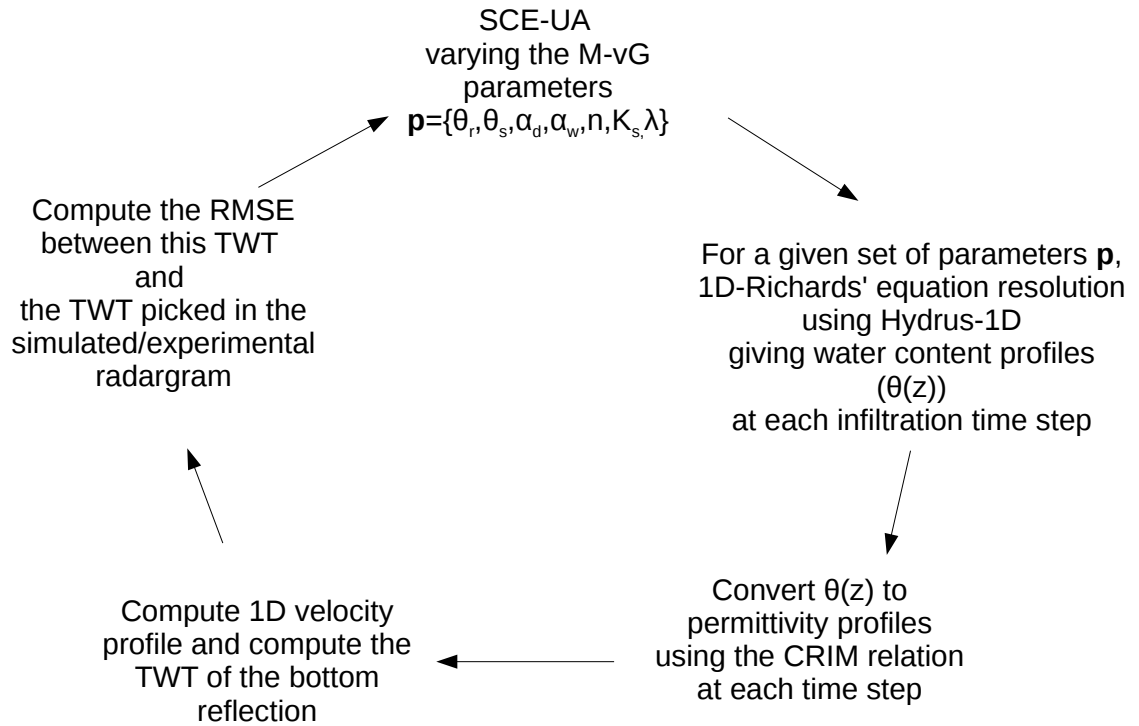 SCE-UA
varying the M-vG
parameters
p={θr,θs,αd,αw,n,Ks,λ}
Compute the RMSE
between this TWT
and
the TWT picked in the
simulated/experimental
radargram
For a given set of parameters p,
1D-Richards' equation resolution
using Hydrus-1D
giving water content profiles
(θ(z))
at each infiltration time step
Convert θ(z) to
permittivity profiles
using the CRIM relation
at each time step
Compute 1D velocity
profile and compute the
TWT of the bottom
reflection